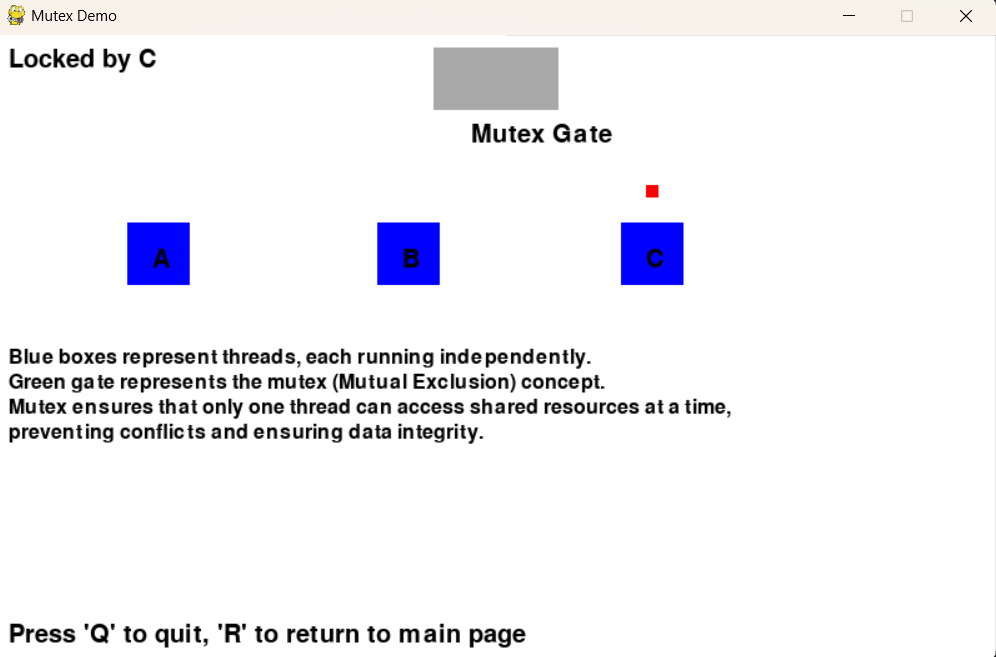 Mutex Demo
Locked by C
Mutex Gate
A
B
C
Blue boxes represent threads, each running independently.
Green gate represents the mutex (Mutual Exclusion) concept.
Mutex ensures that only one thread can access shared resources at a time,
preventing conflicts and ensuring data integrity.
Press 'Q' to quit, 'R' to return to main page